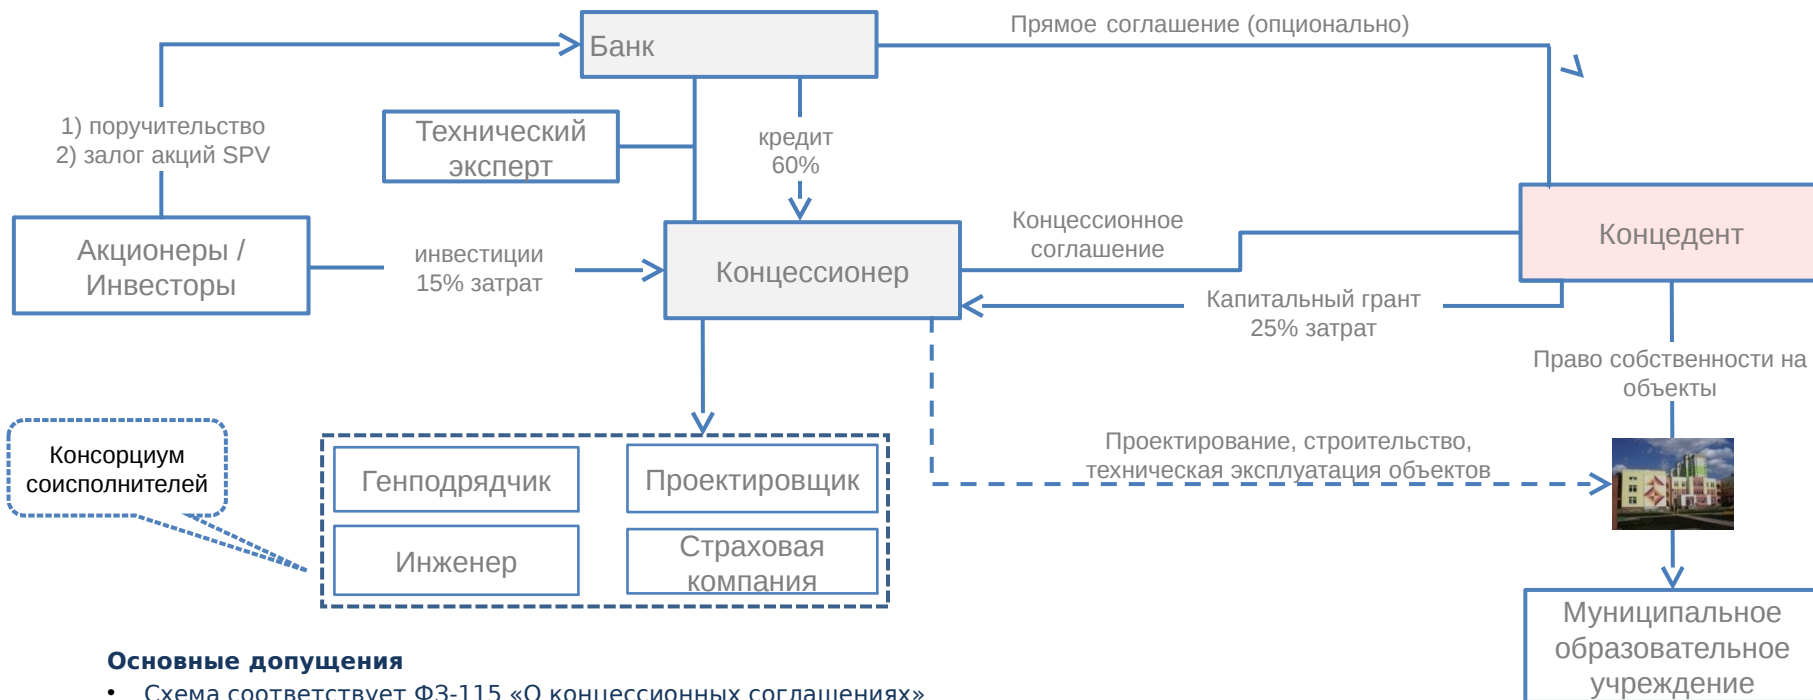 Прямое соглашение (опционально)
Банк
1) поручительство
2) залог акций SPV
Технический
эксперт
кредит
60%
Акционеры /
Инвесторы
инвестиции
15% затрат
Концессионер
Концессионное
соглашение
Концедент
Капитальный грант
25% затрат
Право собственности на
объекты
Консорциум
соисполнителей
Генподрядчик
Проектировщик
Инженер
Страховая
компания
Проектирование, строительство,
техническая эксплуатация объектов
Муниципальное
образовательное
учреждение
Основные допущения
• Схема соответствует ФЗ-115 «О концессионных соглашениях»